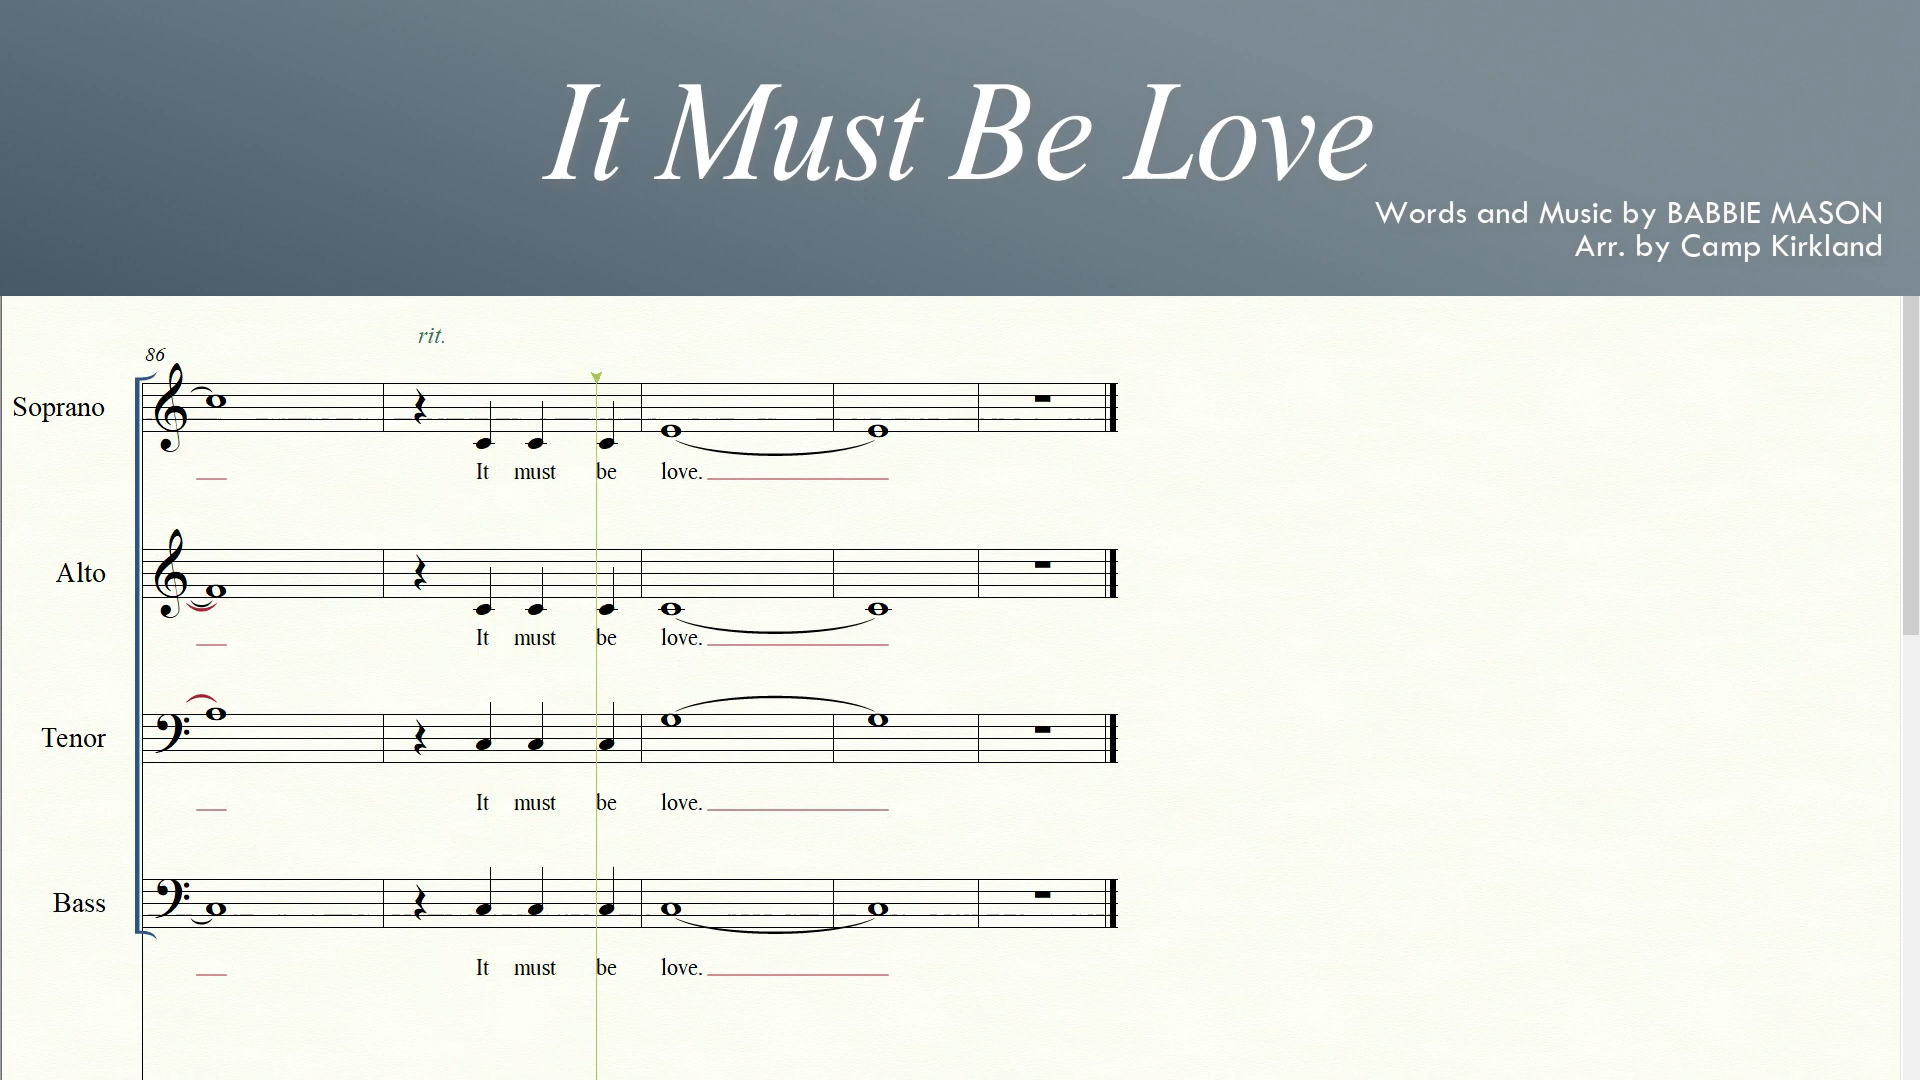 It Must Be Love
Words and Music by BABBIE MASON
Arr. by Camp Kirkland
rit.
86
Soprano
It must be love.
Alto
It must be love.
Tenor
It must be love.
Bass
It must be love.